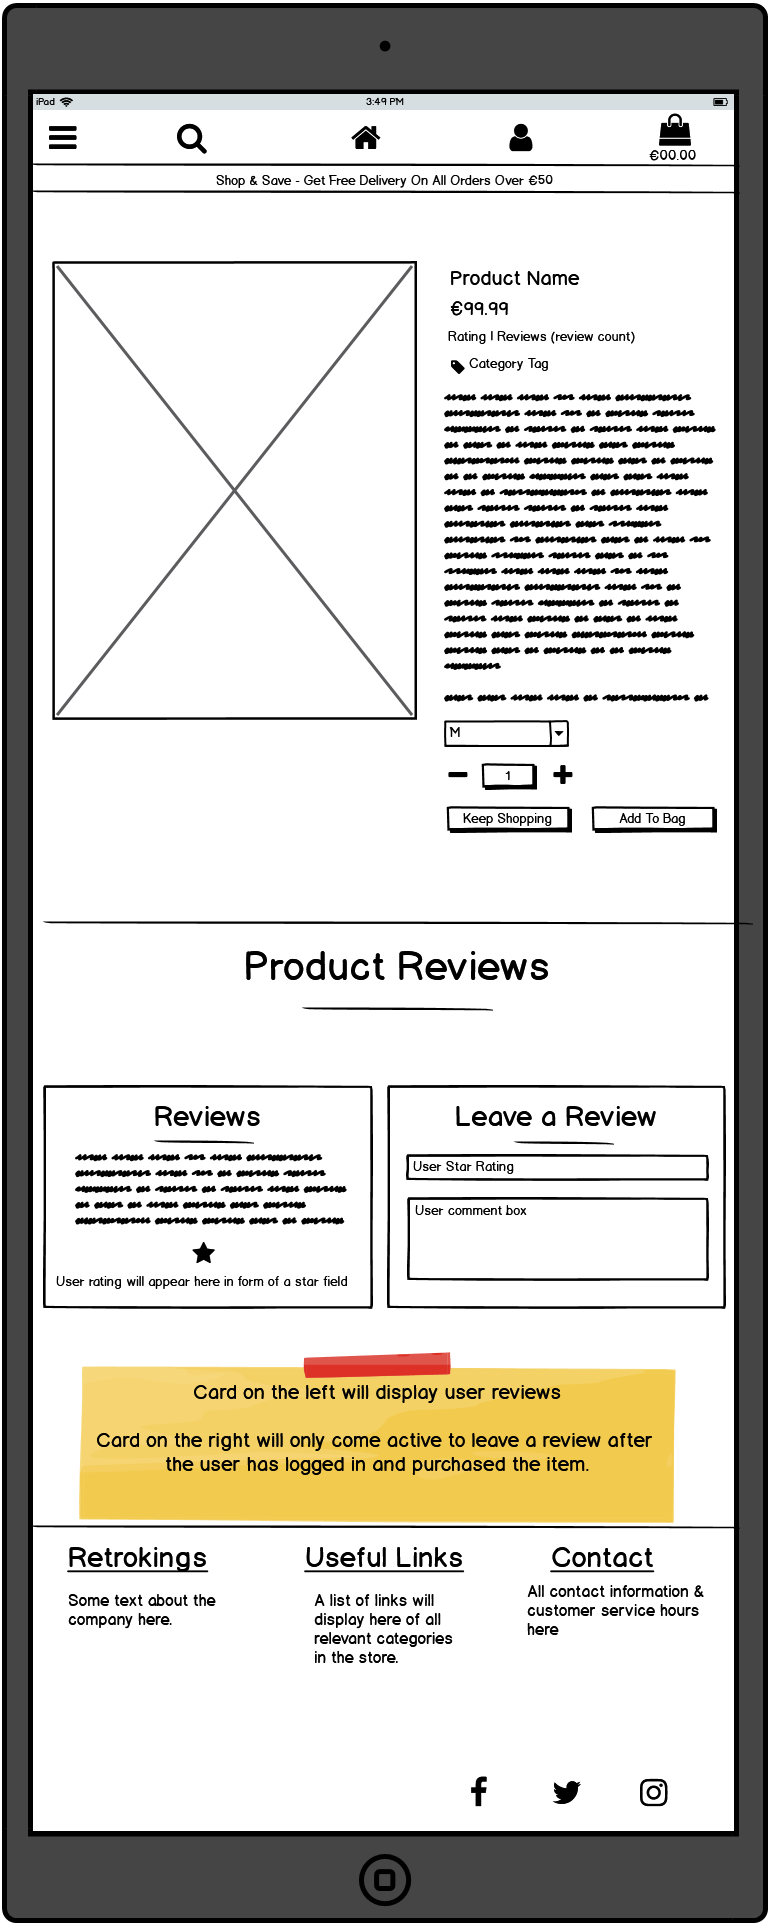 iPad 3:49 PM
€00.00
Shop & Save - Get Free Delivery On All Orders Over €50
Product Name
€99.99
Rating | Reviews (review count)
Category Tag
M
1
Keep Shopping Add To Bag
Product Reviews
Reviews
User rating will appear here in form of a star field
Leave a Review
User Star Rating
User comment box
Card on the left will display user reviews
Card on the right will only come active to leave a review after
the user has logged in and purchased the item.
Retrokings
Some text about the
company here.
Useful Links
A list of links will
display here of all
relevant categories
in the store.
Contact
All contact information &
customer service hours
here